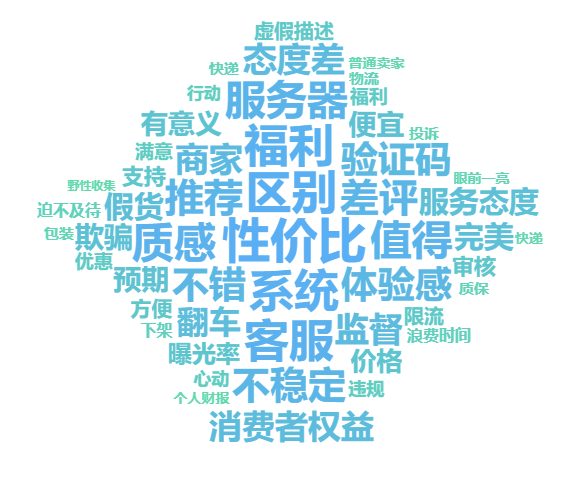 虚假描述
态度差
普通卖家
快递
物流
行动
服务器
福利
有意义
福利
便宜
投诉
满意
商家
验证码
眼前一亮
支持
野性收集
推荐
区别
差评
服务态度
迫不及待
假货
包装
欺骗
质感
性价比
值得
完美
快递
优惠
预期
不错
系统
体验感
审核
质保
方便
下架
翻车
客服
监督
限流
浪费时间
曝光率
价格
心动
不稳定
违规
个人财报
消费者权益